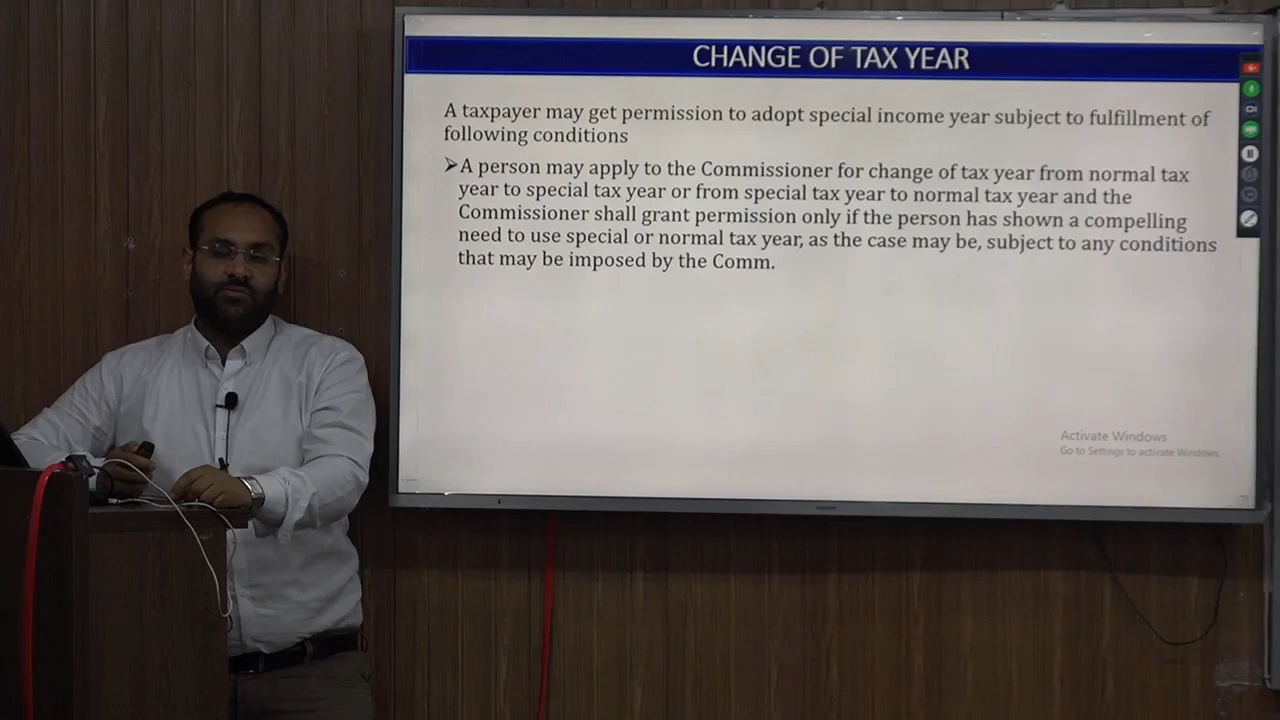 CHANGE OF TAX YEAR
A taxpayer may get permission to adopt special income year subject to fulfillment of
following conditions
➢A person may apply to the Commissioner for change of tax year from normal tax
year to special tax year or from special tax year to normal tax year and the
Commissioner shall grant permission only if the person has shown a compelling
need to use special or normal tax year, as the case may be, subject to any conditions
that may be imposed by the Comm.
Activate Windows
Go to Settings to activate Windows.